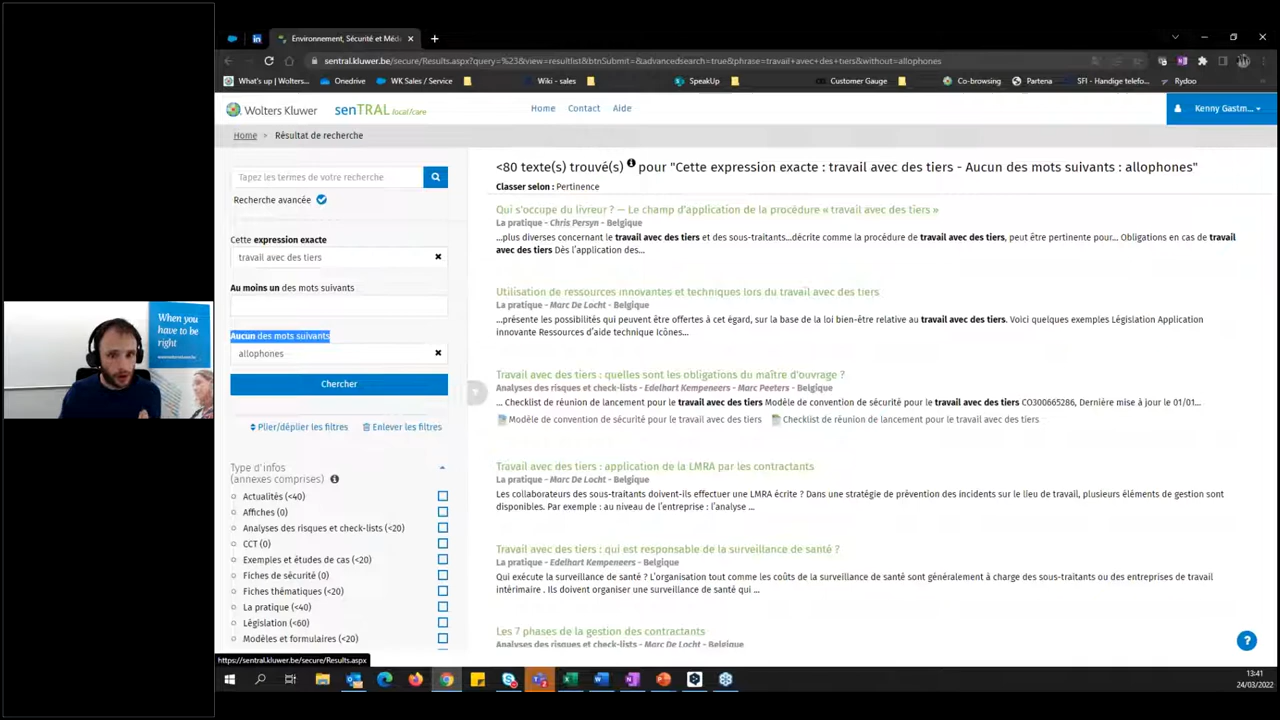 Environnement, Sécurité et Méde
sentral.kluwer.be/secure/Results.aspx?query=%23&view=resultlist&btnSubmit=&advancedsearch=true&phrase=travail+avec+des+tiers&without=allophones
What's up | Wolters...
Onedrive
WK Sales / Service
Wiki - sales
SpeakUp
Customer Gauge
Co-browsing
Partena
SFI - Handige telefo...
Rydoo
Wolters Kluwer
senTRAL local/care
Home
Contact
Aide
Kenny Gastm...
Home > Résultat de recherche
Tapez les termes de votre recherche
Recherche avancée
Cette expression exacte
travail avec des tiers
Au moins un des mots suivants
Aucun des mots suivants
allophones
Chercher
Plier/déplier les filtres
Enlever les filtres
Type d'infos
(annexes comprises)
Actualités (<40)
Affiches (0)
Analyses des risques et check-lists (<20)
CCT (0)
Exemples et études de cas (<20)
Fiches de sécurité (0)
Fiches thématiques (<20)
La pratique (<40)
Législation (<60)
Modèles et formulaires (<20)
<80 texte(s) trouvé(s) pour "Cette expression exacte : travail avec des tiers - Aucun des mots suivants : allophones"
Classer selon : Pertinence
Qui s'occupe du livreur ? — Le champ d'application de la procédure « travail avec des tiers »
La pratique - Chris Persyn - Belgique
...plus diverses concernant le travail avec des tiers et des sous-traitants...décrite comme la procédure de travail avec des tiers, peut être pertinente pour... Obligations en cas de travail
avec des tiers Dès l'application des...
Utilisation de ressources innovantes et techniques lors du travail avec des tiers
La pratique - Marc De Locht - Belgique
...présente les possibilités qui peuvent être offertes à cet égard, sur la base de la loi bien-être relative au travail avec des tiers. Voici quelques exemples Législation Application
innovante Ressources d'aide technique Icônes...
Travail avec des tiers : quelles sont les obligations du maître d'ouvrage ?
Analyses des risques et check-lists - Edelhart Kempeneers - Marc Peeters - Belgique
... Checklist de réunion de lancement pour le travail avec des tiers Modèle de convention de sécurité pour le travail avec des tiers CO300665286, Dernière mise à jour le 01/01...
Modèle de convention de sécurité pour le travail avec des tiers
Checklist de réunion de lancement pour le travail avec des tiers
Travail avec des tiers : application de la LMRA par les contractants
La pratique - Marc De Locht - Belgique
Les collaborateurs des sous-traitants doivent-ils effectuer une LMRA écrite ? Dans une stratégie de prévention des incidents sur le lieu de travail, plusieurs éléments de gestion sont
disponibles. Par exemple : au niveau de l'entreprise : l'analyse ...
Travail avec des tiers : qui est responsable de la surveillance de santé ?
La pratique - Edelhart Kempeneers - Belgique
Qui exécute la surveillance de santé ? L'organisation tout comme les coûts de la surveillance de santé sont généralement à charge des sous-traitants ou des entreprises de travail
intérimaire . Ils doivent organiser une surveillance de santé qui ...
Les 7 phases de la gestion des contractants
Analyses des risques et check-lists - Marc De Locht - Belgique
https://sentral.kluwer.be/secure/Results.aspx
13:41
24/03/2022
When you
have to be
right